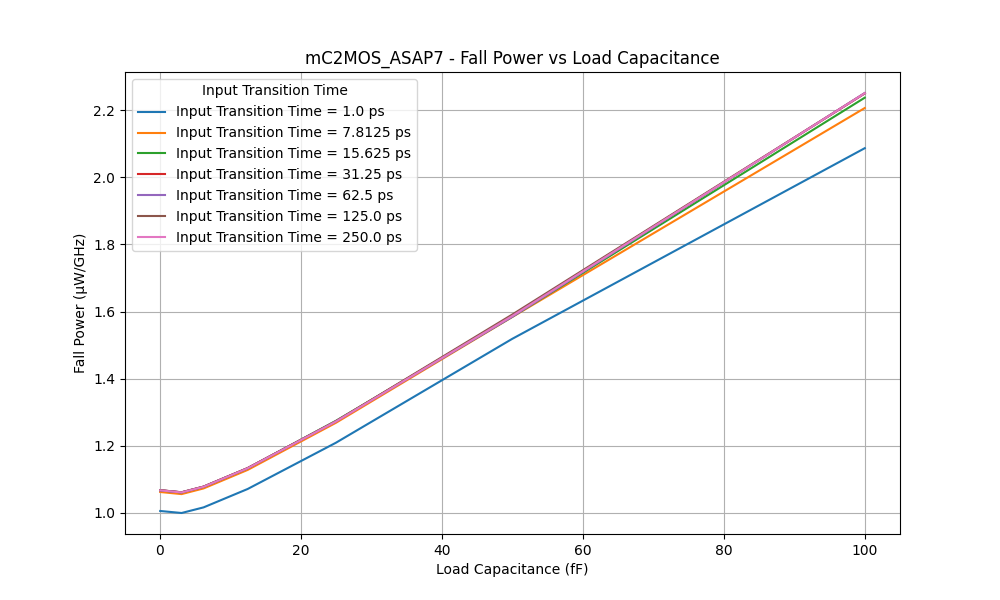 mC2MOS_ASAP7 - Fall Power vs Load Capacitance
Input Transition Time
Input Transition Time = 1.0 ps
Input Transition Time = 7.8125 ps
Input Transition Time = 15.625 ps
Input Transition Time = 31.25 ps
Input Transition Time = 62.5 ps
Input Transition Time = 125.0 ps
Input Transition Time = 250.0 ps
Fall Power (μW/GHz)
2.2
2.0
1.8
1.6
1.4
1.2
1.0
0 20 40 60 80 100
Load Capacitance (fF)